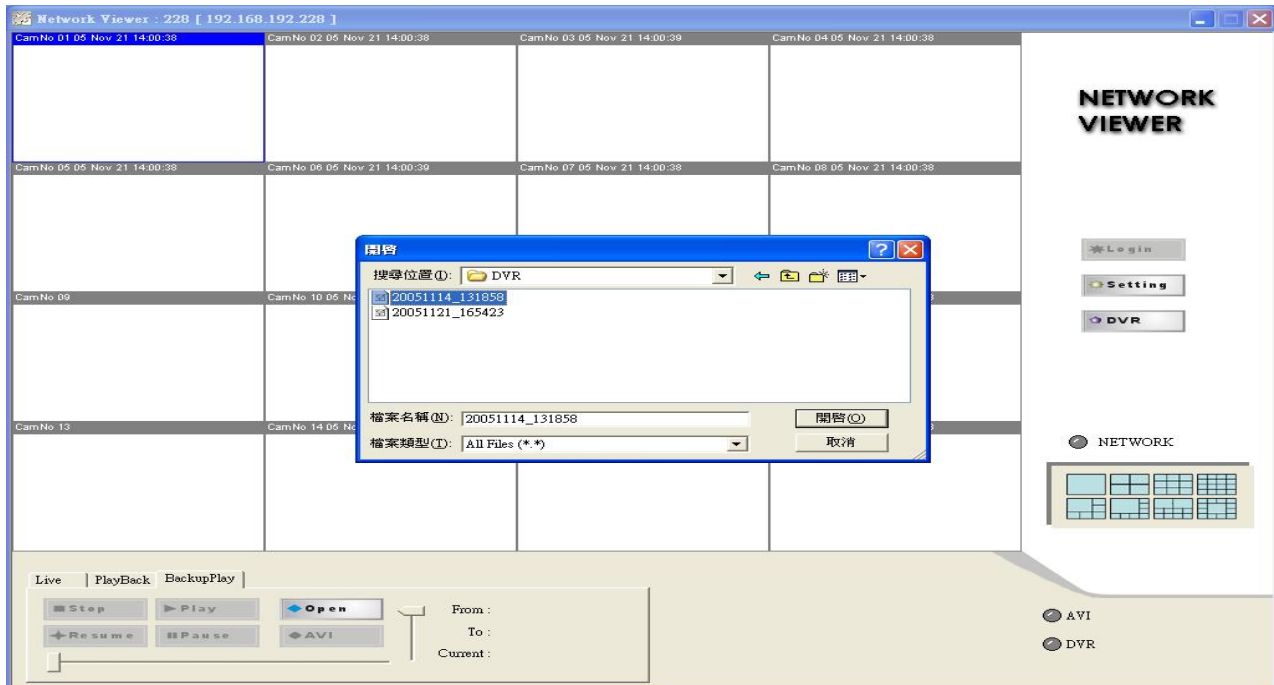 Network Viewer : 228 [ 192.168.192.228 ]
CamNo 01 05 Nov 21 14:00:38
CamNo 02 05 Nov 21 14:00:38
CamNo 03 05 Nov 21 14:00:39
CamNo 04 05 Nov 21 14:00:38
NETWORK
VIEWER
CamNo 05 05 Nov 21 14:00:38
CamNo 06 05 Nov 21 14:00:39
CamNo 07 05 Nov 21 14:00:38
CamNo 08 05 Nov 21 14:00:38
Login
Setting
DVR
開啓
搜尋位置(I): DVR
20051114_131858
20051121_165423
檔案名稱(N): 20051114_131858
開啓(O)
檔案類型(T): All Files (*.*)
取消
CamNo 09
CamNo 10 05 No
CamNo 13
CamNo 14 05 No
NETWORK
Live
PlayBack
BackupPlay
Stop
Play
Open
From :
Resume
Pause
AVI
To :
Current :
AVI
DVR